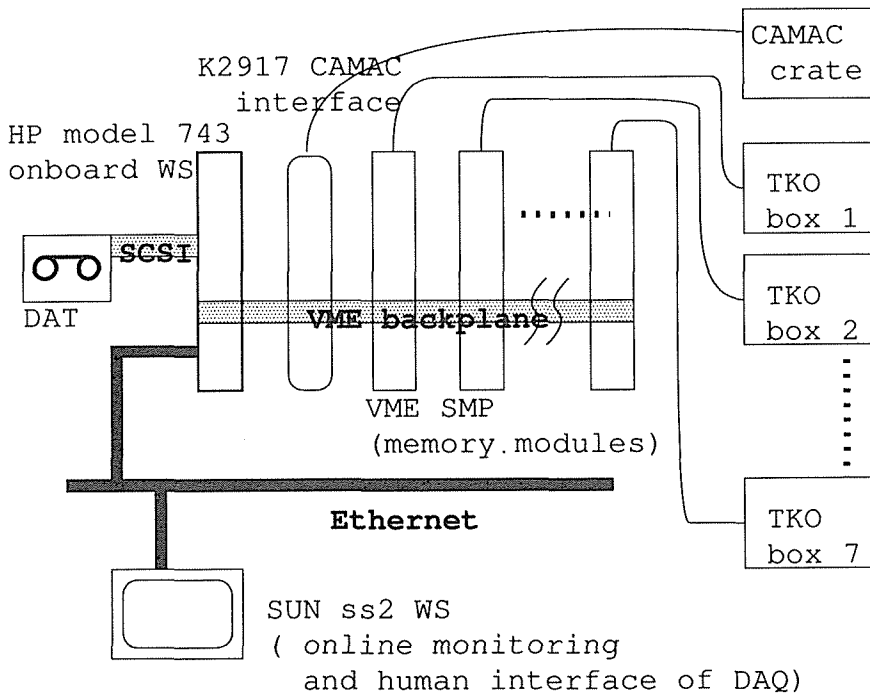 CAMAC
crate
K2917 CAMAC
interface
HP model 743
onboard WS
TKO
box 1
SCSI
DAT
VME backplane
TKO
box 2
VME SMP
(memory.modules)
Ethernet
TKO
box 7
SUN ss2 WS
( online monitoring
and human interface of DAQ)